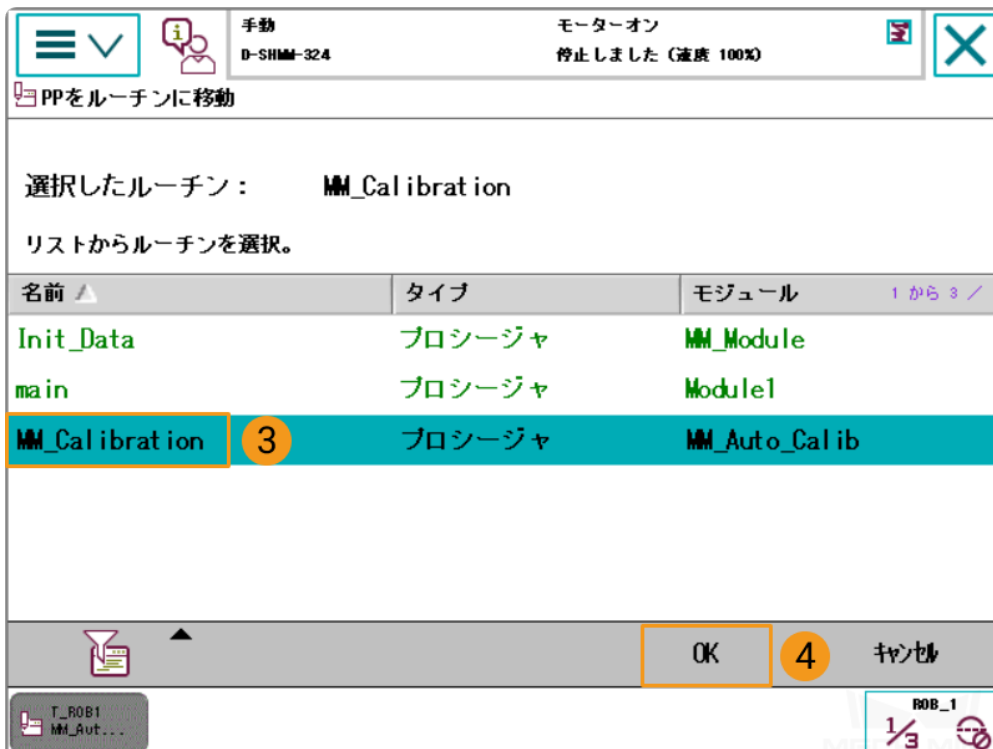 手動
D-SHMM-324
モーターオン
停止しました (速度 100%)
PPをルーチンに移動
選択したルーチン： MM_Calibration
リストからルーチンを選択。
名前 タイプ モジュール 1 から 3 /
Init_Data プロシージャ MM_Module
main プロシージャ Module1
MM_Calibration 3 プロシージャ MM_Auto_Calib
OK 4 キャンセル
T_ROB1
MM_Aut...
ROB_1
1/3